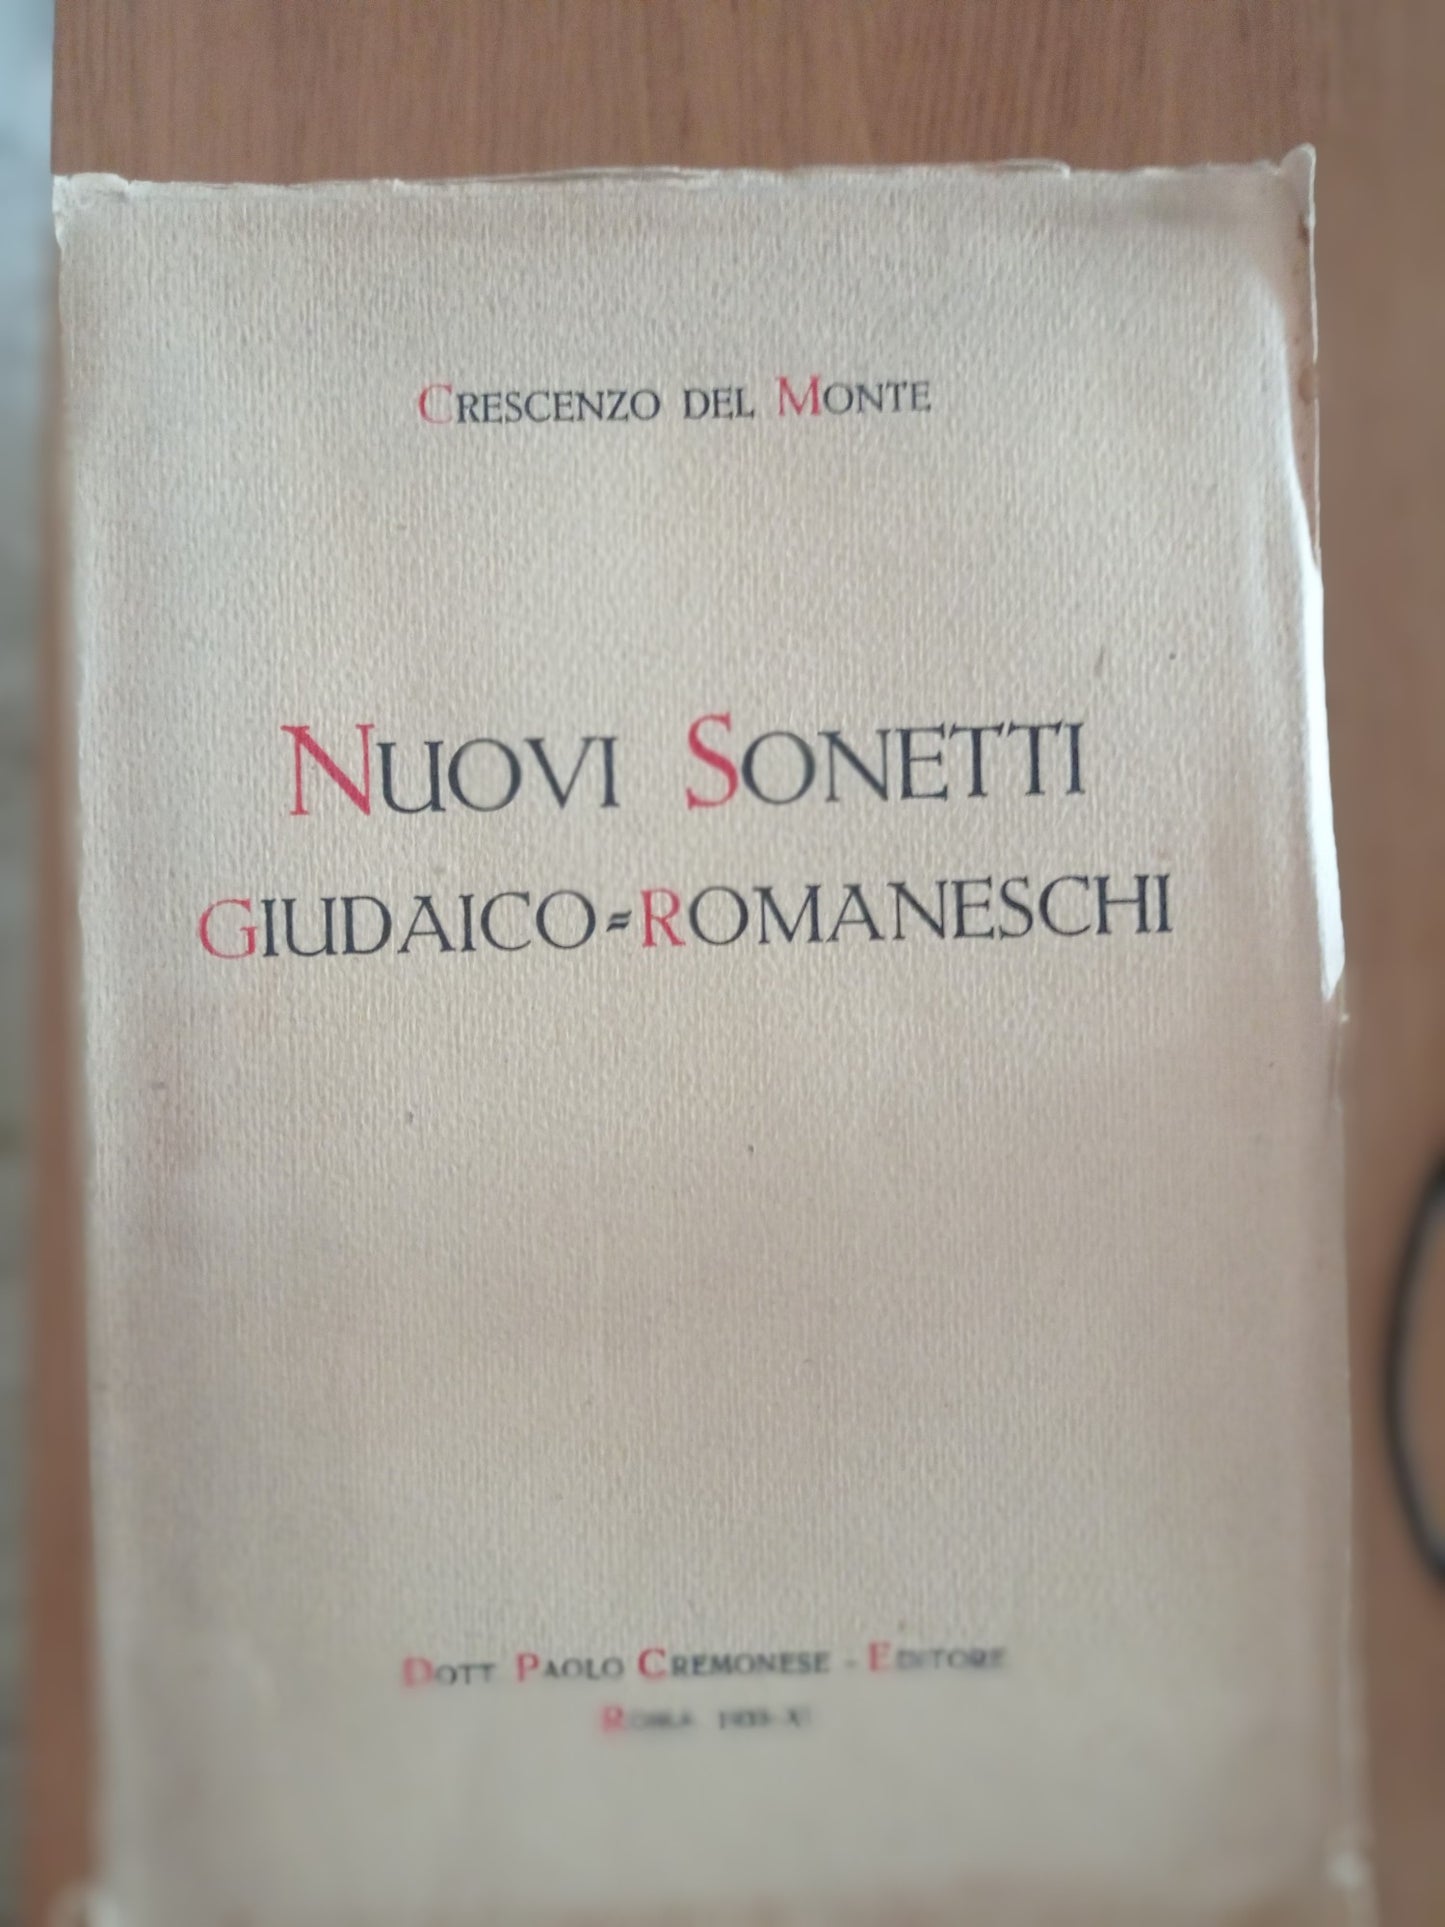 CRESCENZO DEL MONTE
NUOVI SONETTI
GIUDAICO=ROMANESCHI
DOTT PAOLO CREMONESE - EDITORE
ROMA